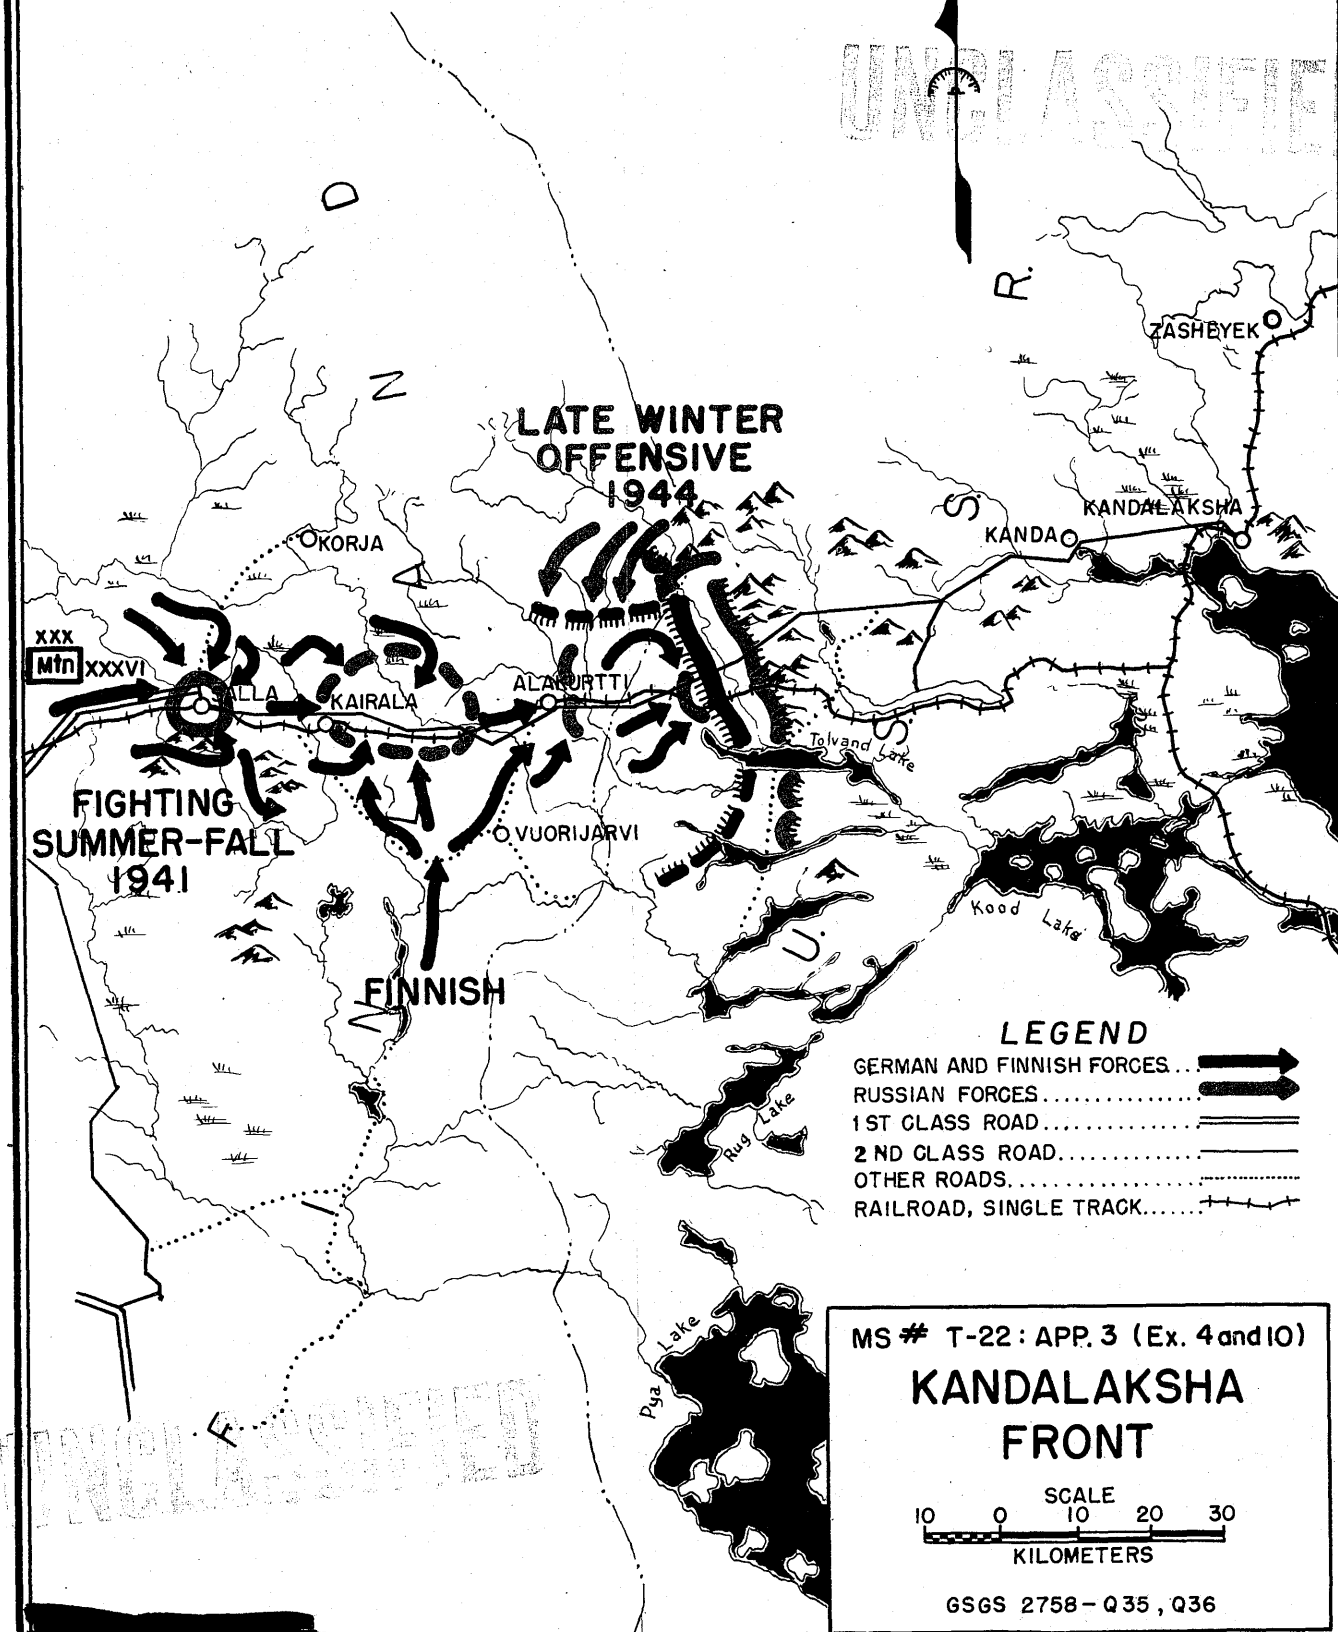 UNCLASSIFIE
FINLAND
U.S.S.R.
ZASHEYEK
LATE WINTER
OFFENSIVE
1944
KANDALAKSHA
KANDA
KORJA
XXX
Mtn XXXVI
SALLA
KAIRALA
ALAKURTTI
Tolvand Lake
FIGHTING
SUMMER-FALL
1941
VUORIJARVI
Kood Lake
FINNISH
LEGEND
GERMAN AND FINNISH FORCES...
RUSSIAN FORCES...............
1ST CLASS ROAD...............
2ND CLASS ROAD.............
OTHER ROADS..................
RAILROAD, SINGLE TRACK.......
Rug Lake
Pya Lake
UNCLASSIFIED
MS # T-22: APP. 3 (Ex. 4 and 10)
KANDALAKSHA
FRONT
SCALE
10 0 10 20 30
KILOMETERS
GSGS 2758-Q35, Q36